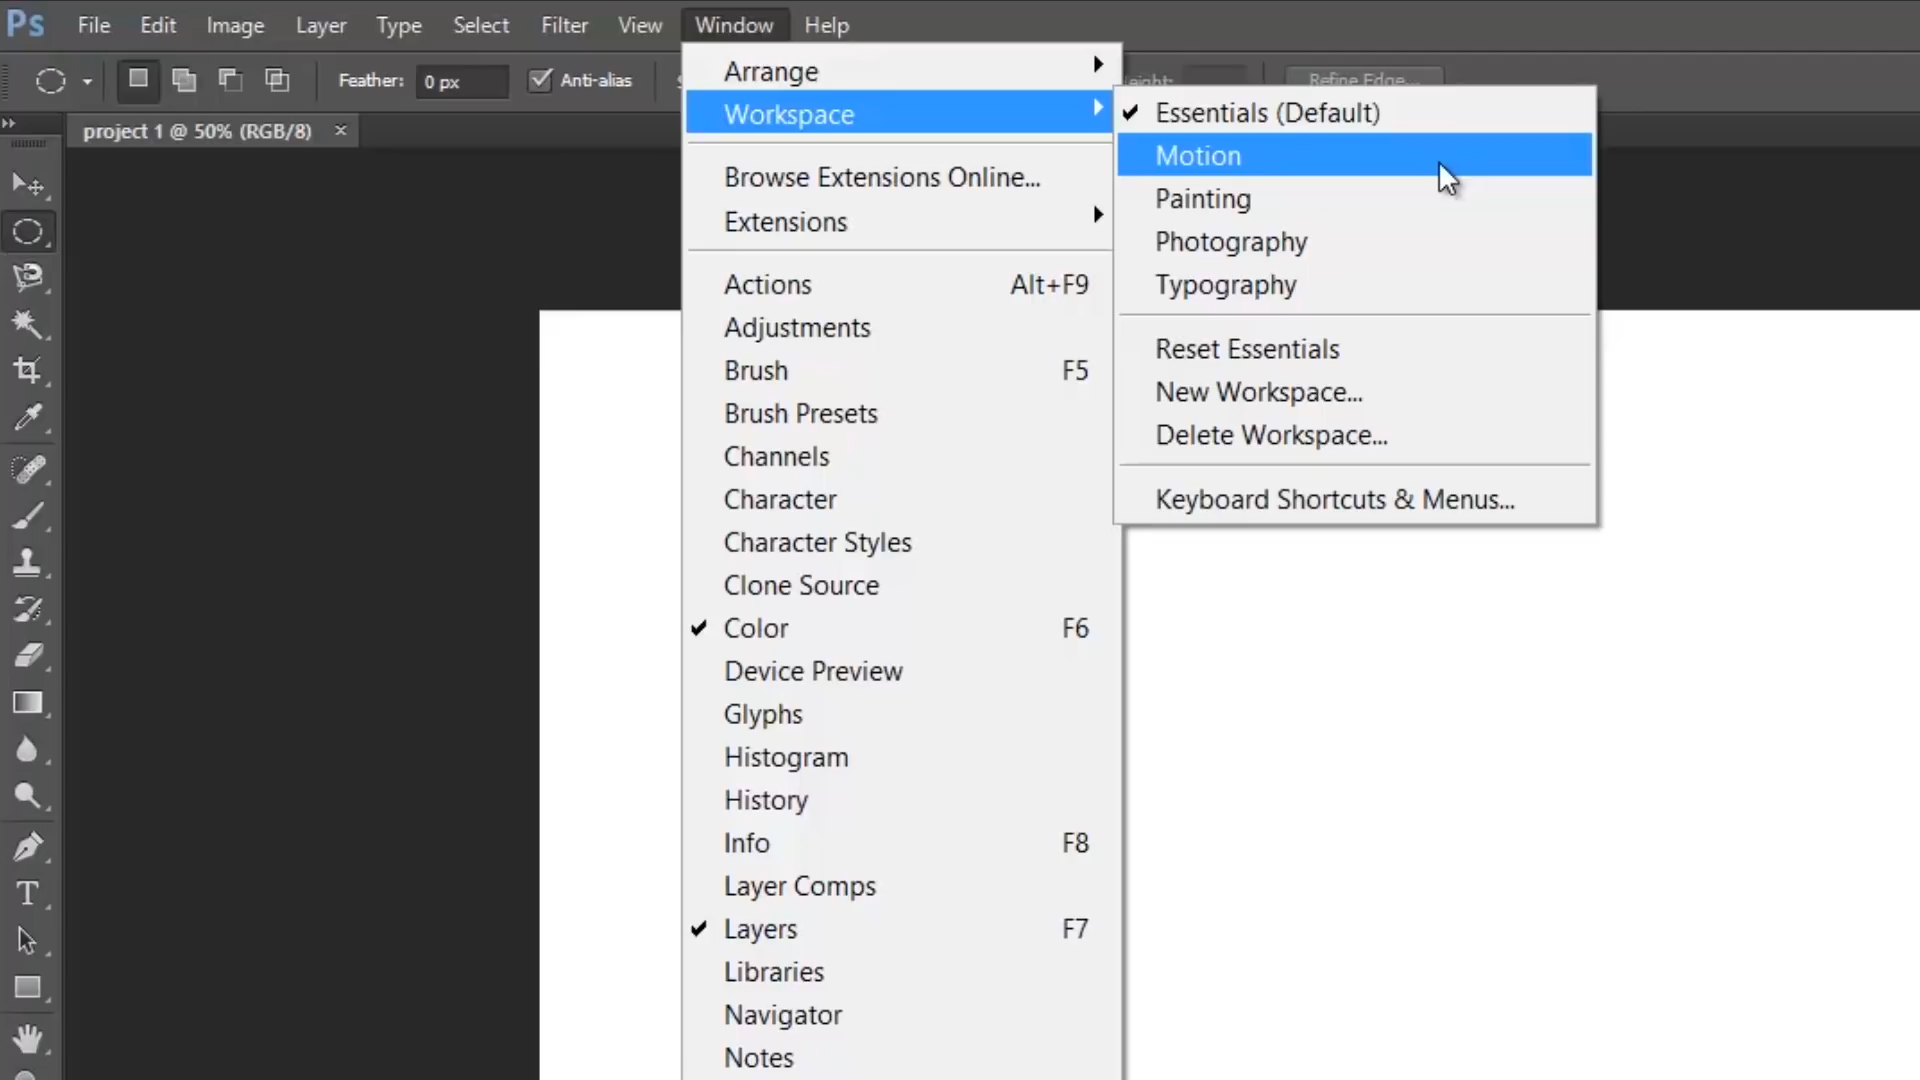 Ps File Edit Image Layer Type Select Filter View Window Help
Feather: 0 px Anti-alias
Refine Edge...
project 1 @ 50% (RGB/8) ×
Arrange
Workspace
Browse Extensions Online...
Extensions
Actions Alt+F9
Adjustments
Brush F5
Brush Presets
Channels
Character
Character Styles
Clone Source
Color F6
Device Preview
Glyphs
Histogram
History
Info F8
Layer Comps
Layers F7
Libraries
Navigator
Notes
Essentials (Default)
Motion
Painting
Photography
Typography
Reset Essentials
New Workspace...
Delete Workspace...
Keyboard Shortcuts & Menus...
T